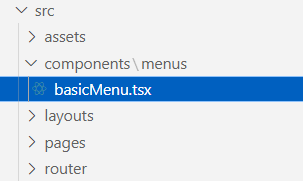 src
assets
components\menus
basicMenu.tsx
layouts
pages
router